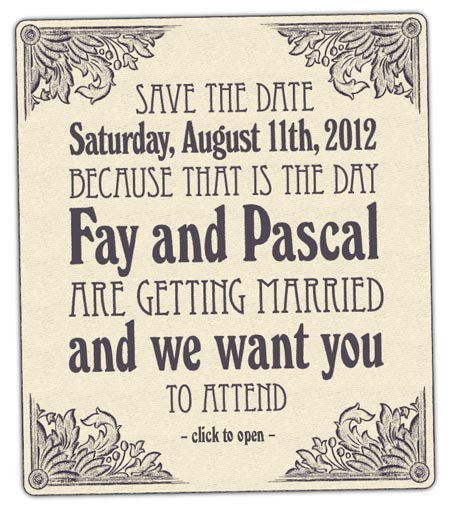 SAVE THE DATE
Saturday, August 11th, 2012
BECAUSE THAT IS THE DAY
Fay and Pascal
ARE GETTING MARRIED
and we want you
TO ATTEND
– click to open –